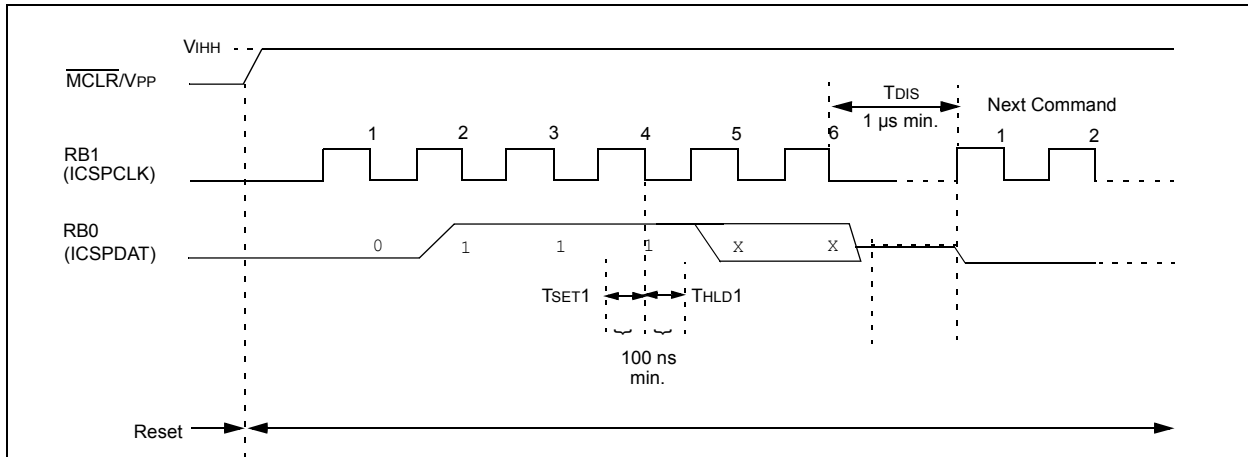 VIHH
MCLR/VPP
TDIS
1 µs min.
Next Command
1 2 3 4 5 6 1 2
RB1
(ICSPCLK)
RB0
(ICSPDAT)
0 1 1 1 X X
TSET1 THLD1
100 ns
min.
Reset